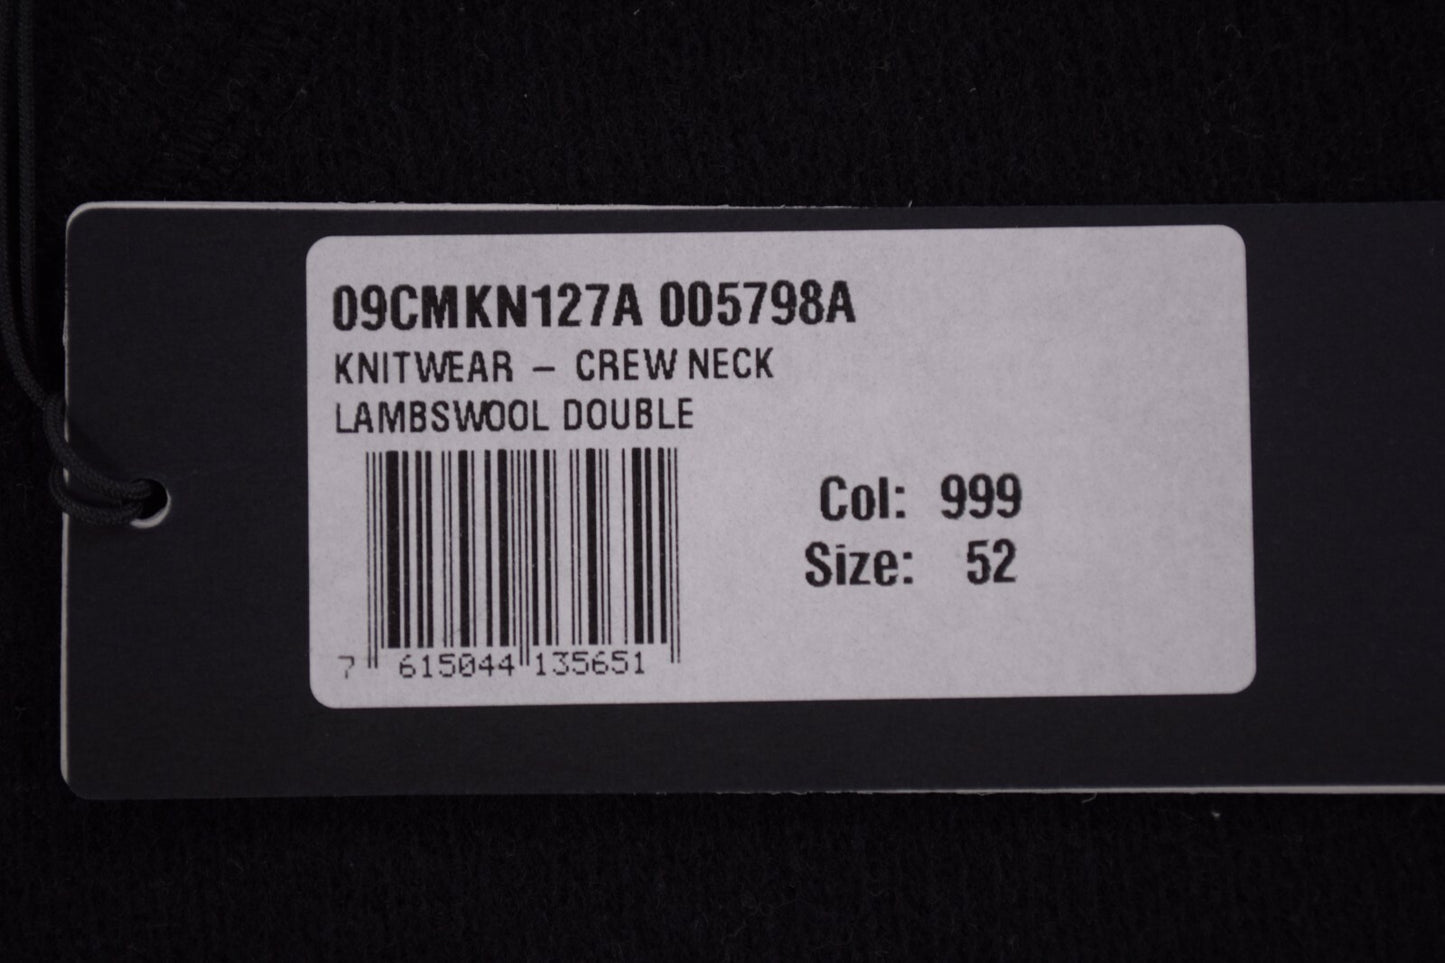 09CMKN127A 005798A
KNITWEAR – CREW NECK
LAMBSWOOL DOUBLE
Col: 999
Size: 52
7 615044 135651